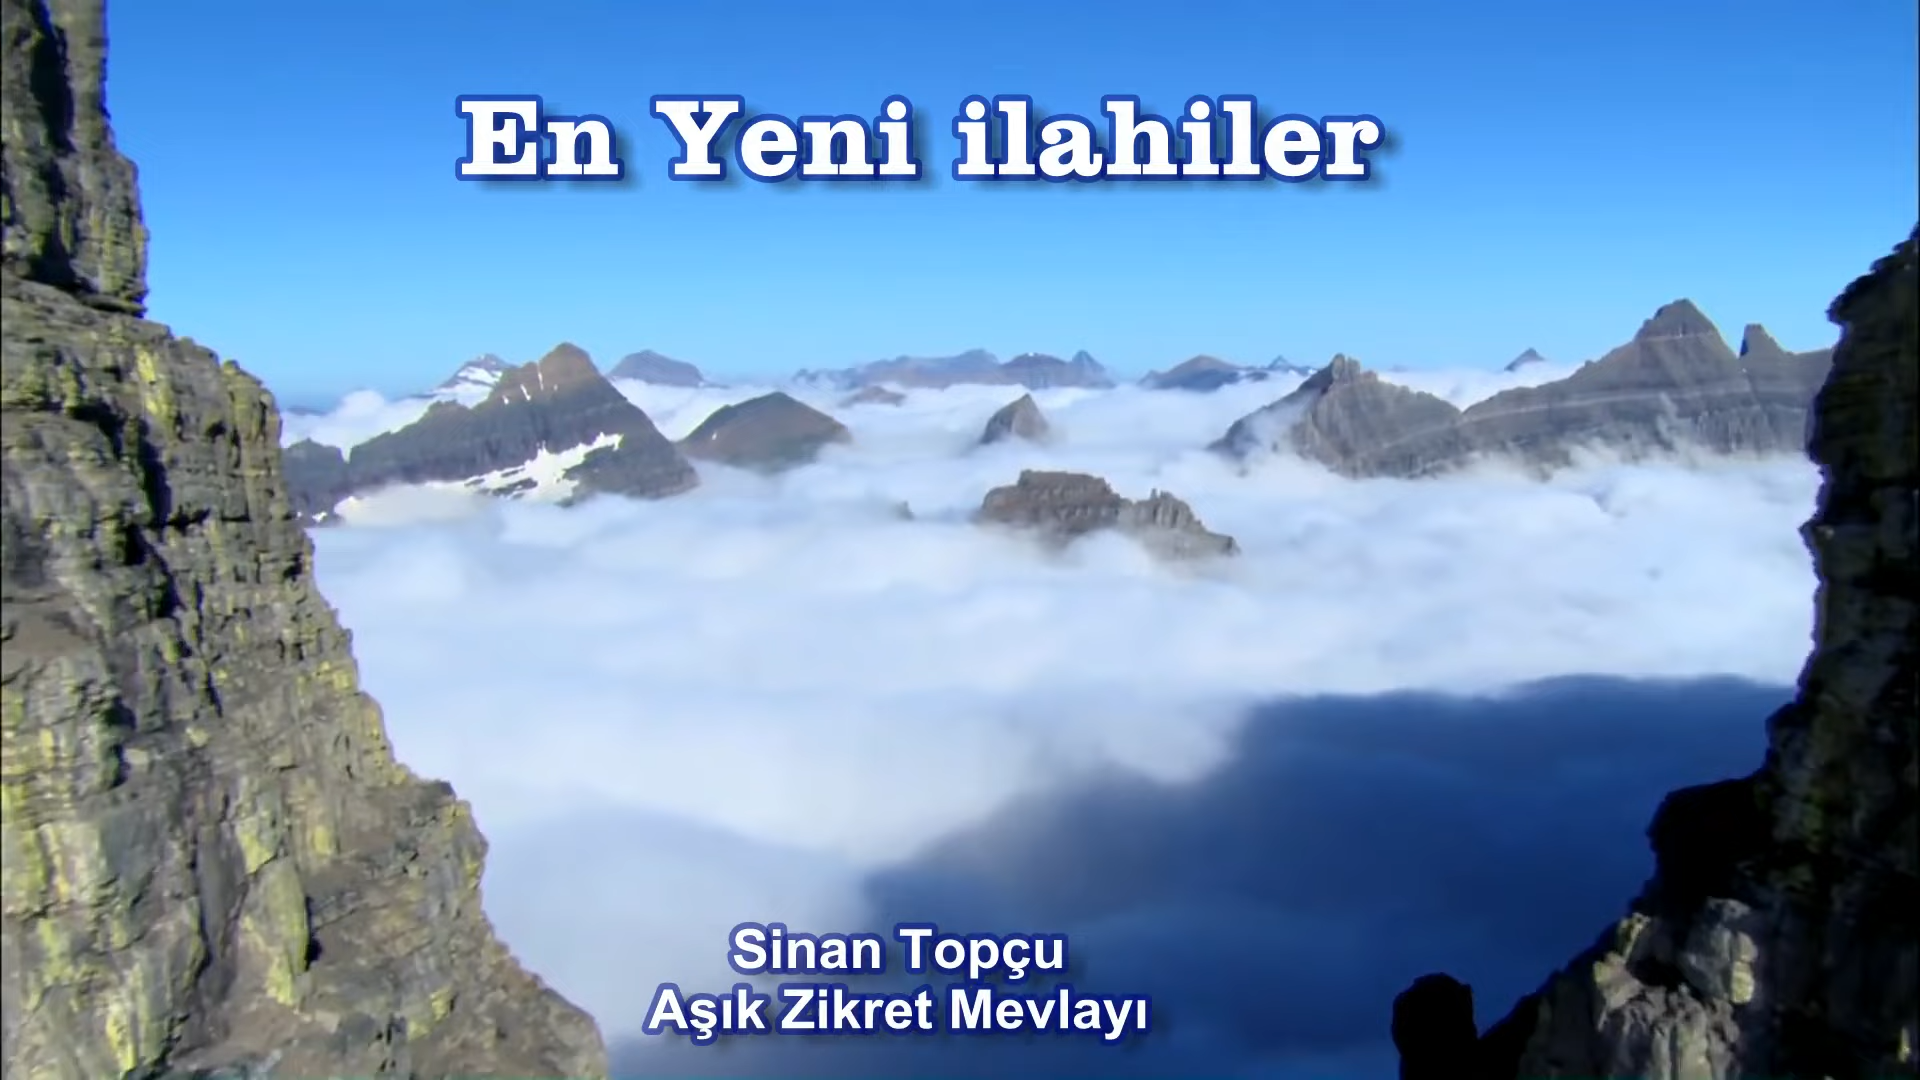 En Yeni ilahiler
Sinan Topçu
Aşık Zikret Mevlayı